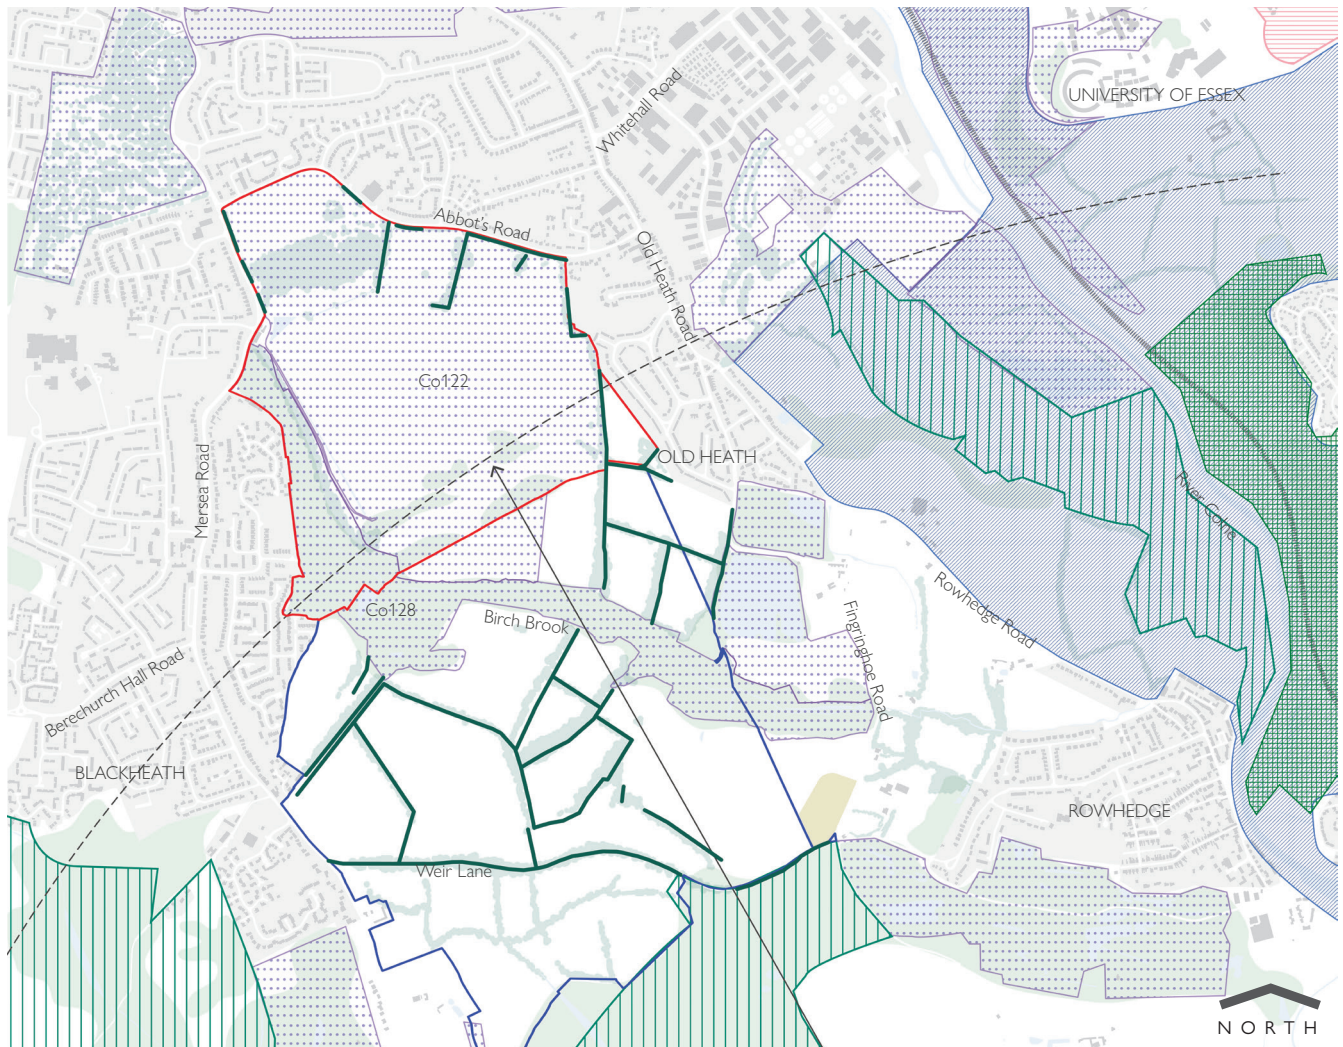 Whitehall Road
UNIVERSITY OF ESSEX
Abbot's Road
Old Heath Road
Co122
Mersea Road
OLD HEATH
River Colne
Co128
Birch Brook
Rowhedge Road
Fingringhoe Road
Berechurch Hall Road
BLACKHEATH
ROWHEDGE
Weir Lane
NORTH